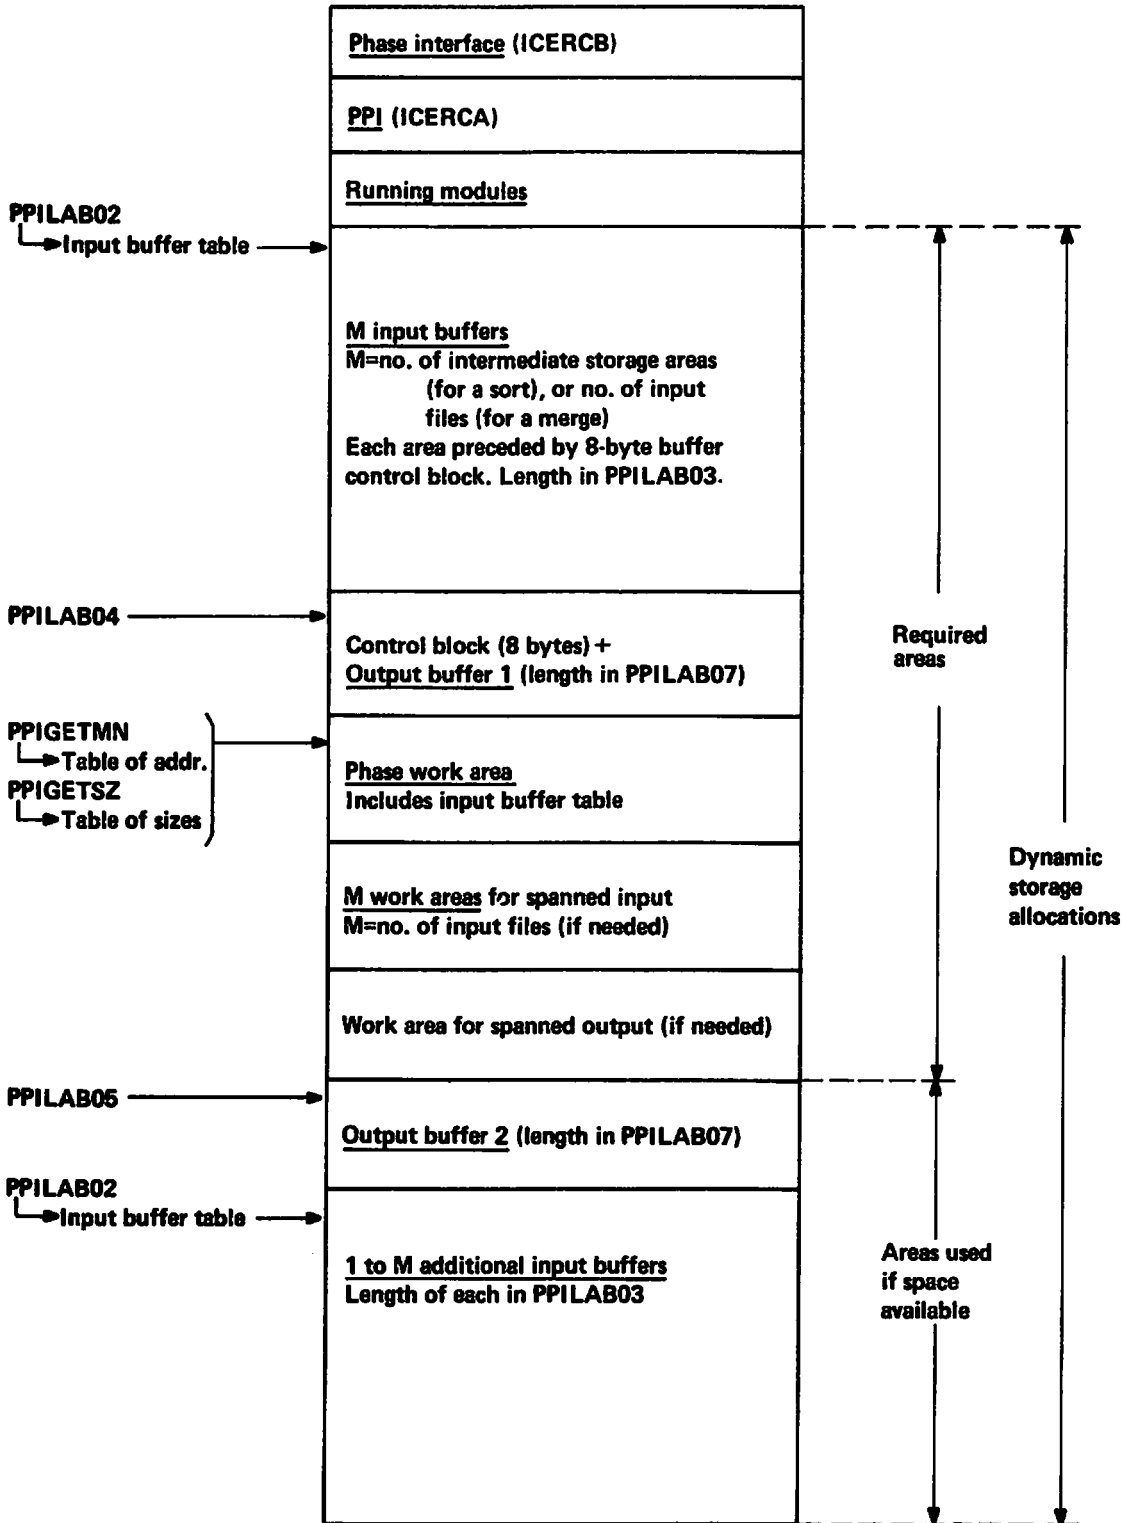 Phase interface (ICERCB)
PPI (ICERCA)
Running modules
PPILAB02
Input buffer table
M input buffers
M=no. of intermediate storage areas
(for a sort), or no. of input
files (for a merge)
Each area preceded by 8-byte buffer
control block. Length in PPILAB03.
PPILAB04
Control block (8 bytes) +
Output buffer 1 (length in PPILAB07)
Required
areas
PPIGETMN
Table of addr.
PPIGETSZ
Table of sizes
Phase work area
Includes input buffer table
M work areas for spanned input
M=no. of input files (if needed)
Dynamic
storage
allocations
Work area for spanned output (if needed)
PPILAB05
Output buffer 2 (length in PPILAB07)
PPILAB02
Input buffer table
1 to M additional input buffers
Length of each in PPILAB03
Areas used
if space
available